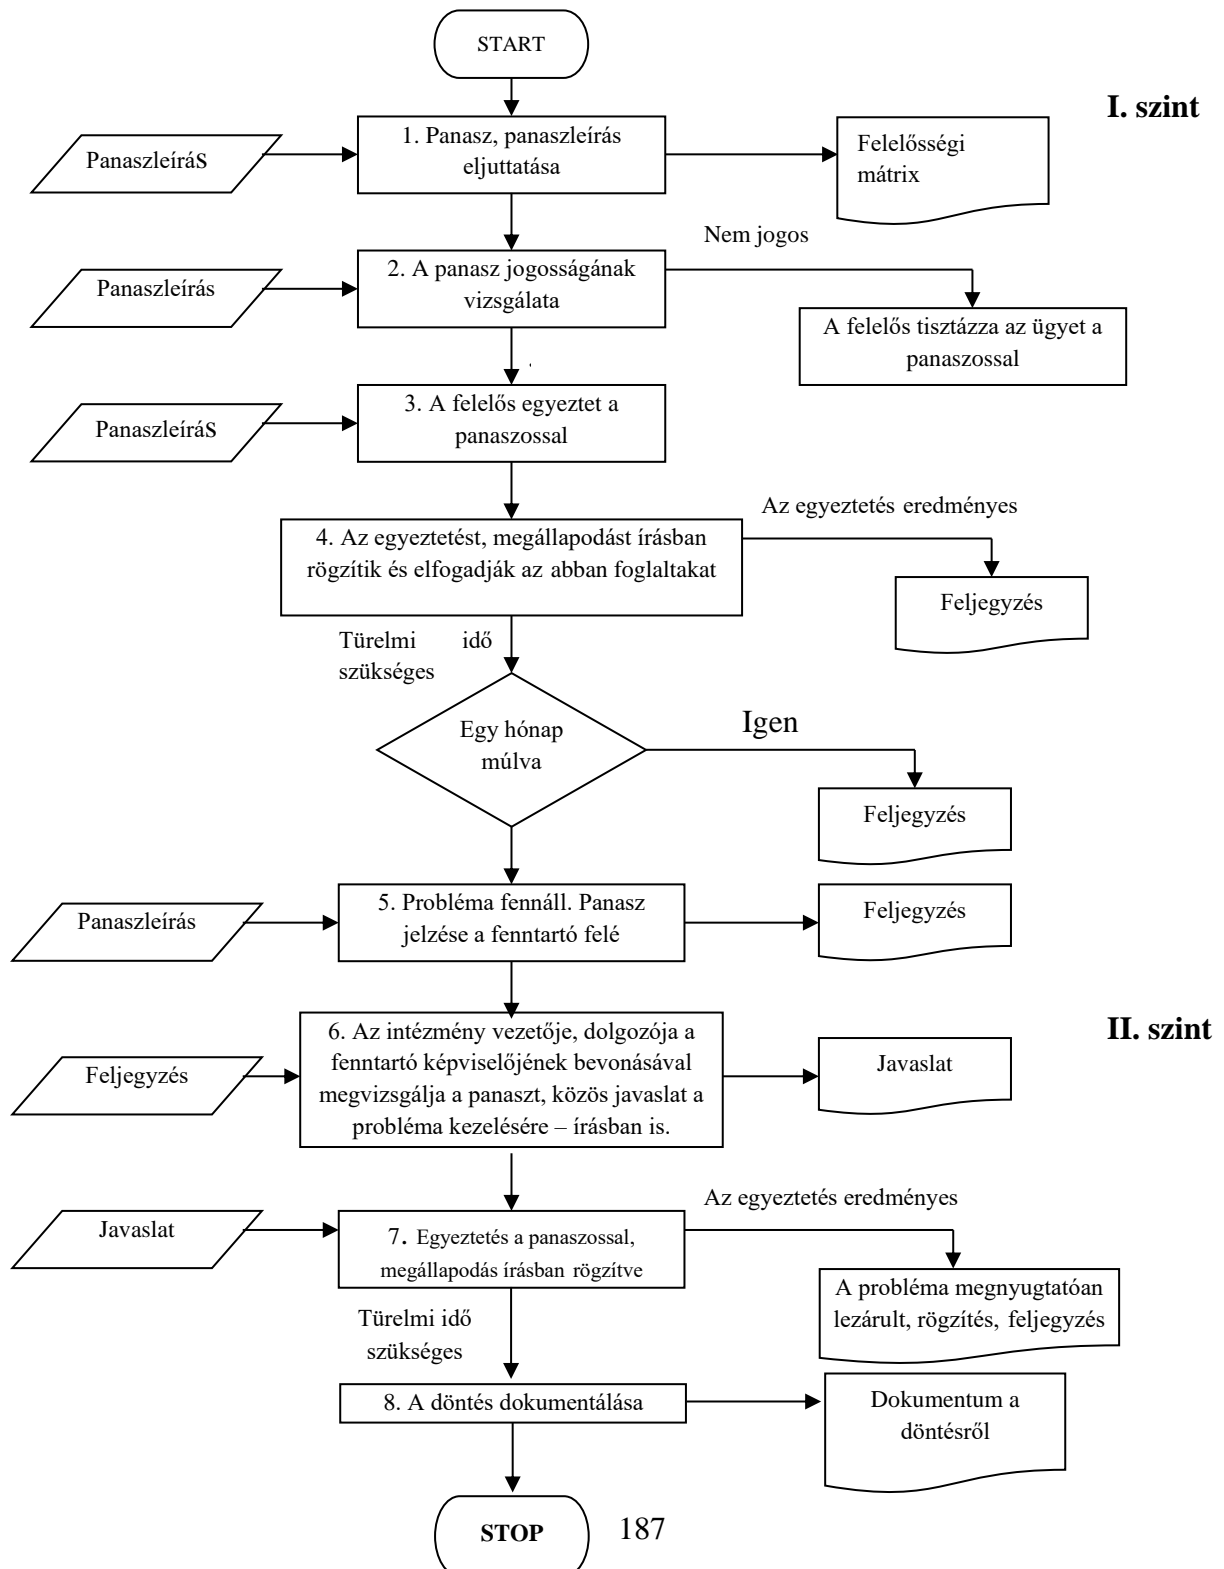 START
I. szint
PanaszleíráS
1. Panasz, panaszleírás
eljuttatása
Felelősségi
mátrix
Nem jogos
Panaszleírás
2. A panasz jogosságának
vizsgálata
A felelős tisztázza az ügyet a
panaszossal
PanaszleíráS
3. A felelős egyeztet a
panaszossal
Az egyeztetés eredményes
4. Az egyeztetést, megállapodást írásban
rögzítik és elfogadják az abban foglaltakat
Feljegyzés
Türelmi idő
szükséges
Egy hónap
múlva
Igen
Feljegyzés
Panaszleírás
5. Probléma fennáll. Panasz
jelzése a fenntartó felé
Feljegyzés
II. szint
Feljegyzés
6. Az intézmény vezetője, dolgozója a
fenntartó képviselőjének bevonásával
megvizsgálja a panaszt, közös javaslat a
probléma kezelésére – írásban is.
Javaslat
Az egyeztetés eredményes
Javaslat
7. Egyeztetés a panaszossal,
megállapodás írásban rögzítve
A probléma megnyugtatóan
lezárult, rögzítés, feljegyzés
Türelmi idő
szükséges
8. A döntés dokumentálása
Dokumentum a
döntésről
STOP
187